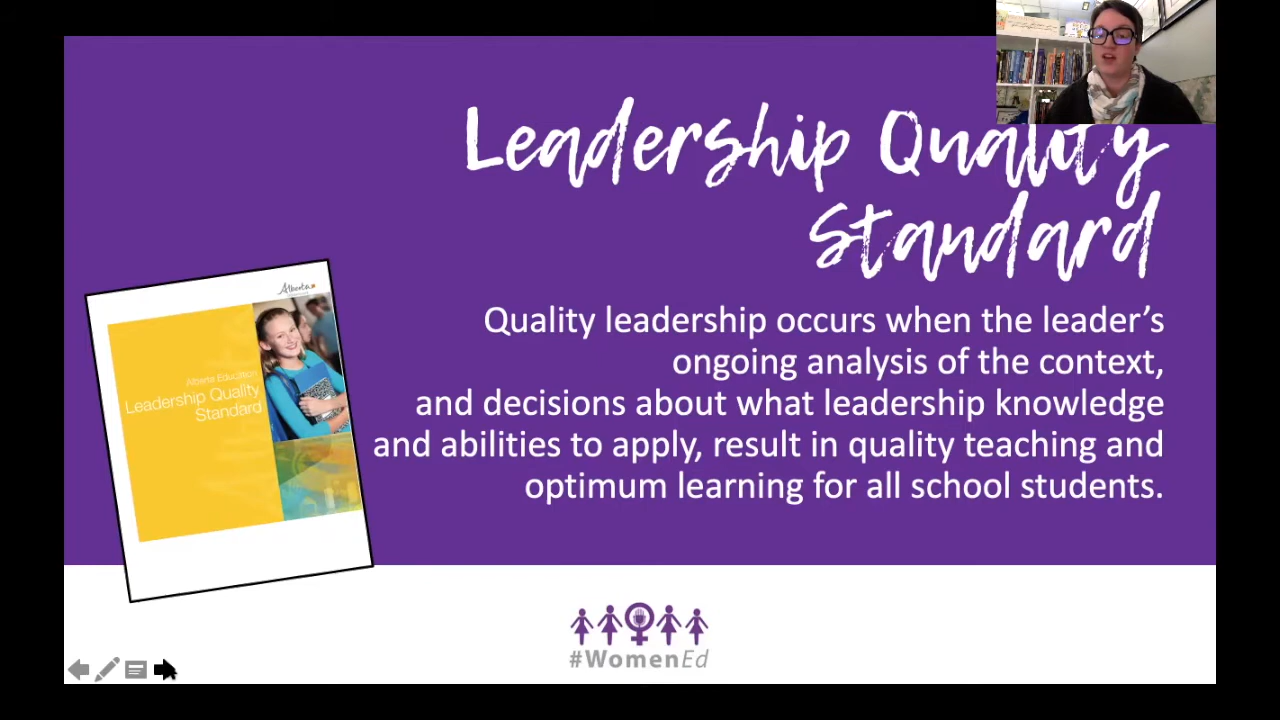 Leadership Quality
Standard
Quality leadership occurs when the leader’s
ongoing analysis of the context,
and decisions about what leadership knowledge
and abilities to apply, result in quality teaching and
optimum learning for all school students.
Alberta
Alberta Education
Leadership Quality
Standard
#WomenEd